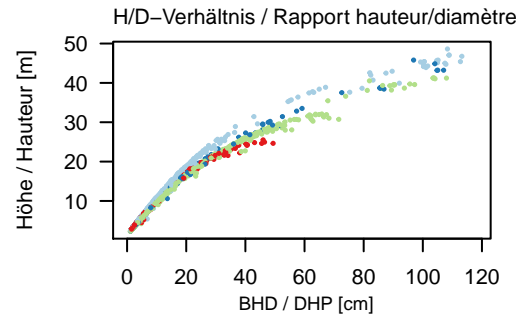 H/D−Verhältnis / Rapport hauteur/diamètre
Höhe / Hauteur [m]
50
40
30
20
10
0 20 40 60 80 100 120
BHD / DHP [cm]